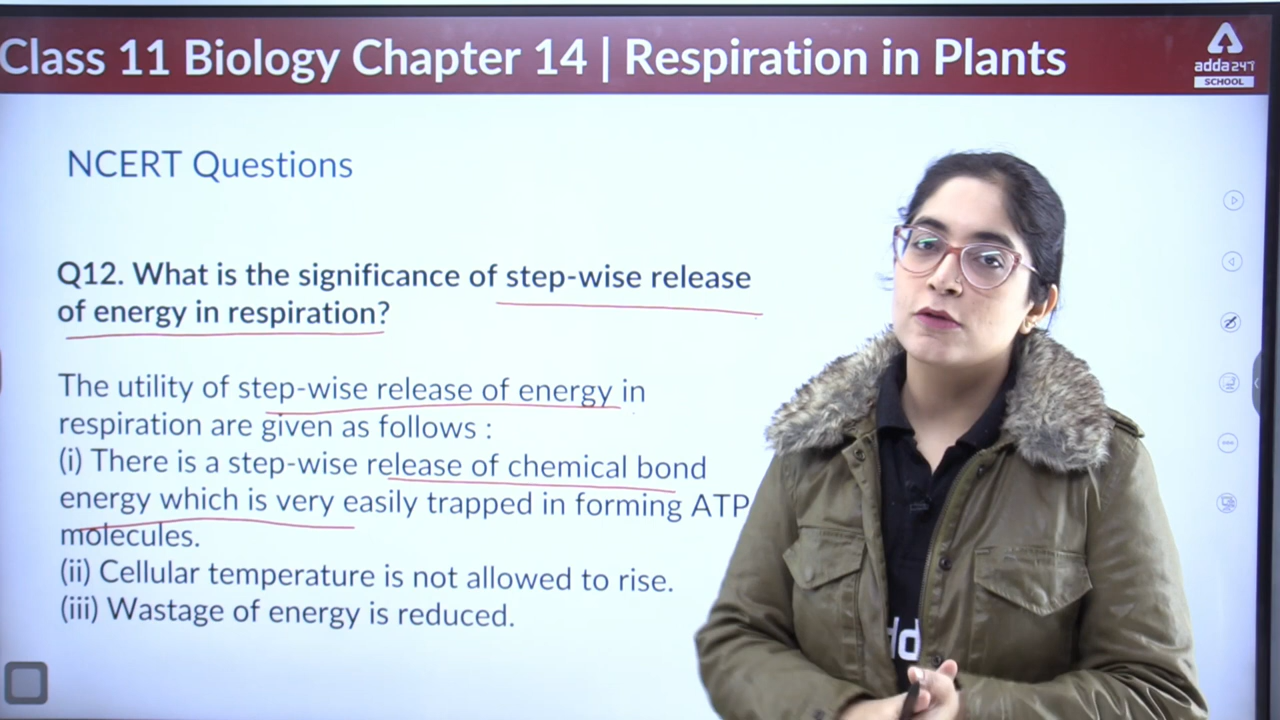 Class 11 Biology Chapter 14 | Respiration in Plants
adda247
SCHOOL
NCERT Questions
Q12. What is the significance of step-wise release
of energy in respiration?
The utility of step-wise release of energy in
respiration are given as follows :
(i) There is a step-wise release of chemical bond
energy which is very easily trapped in forming ATP
molecules.
(ii) Cellular temperature is not allowed to rise.
(iii) Wastage of energy is reduced.